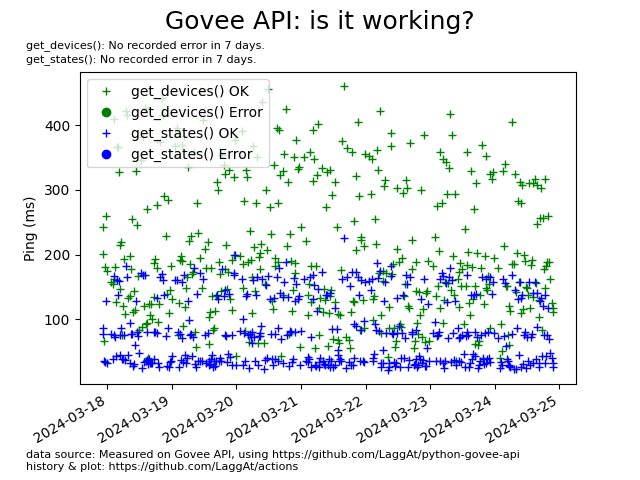 Govee API: is it working?
get_devices(): No recorded error in 7 days.
get_states(): No recorded error in 7 days.
get_devices() OK
get_devices() Error
get_states() OK
get_states() Error
Ping (ms)
400
300
200
100
2024-03-18
2024-03-19
2024-03-20
2024-03-21
2024-03-22
2024-03-23
2024-03-24
2024-03-25
data source: Measured on Govee API, using https://github.com/LaggAt/python-govee-api
history & plot: https://github.com/LaggAt/actions